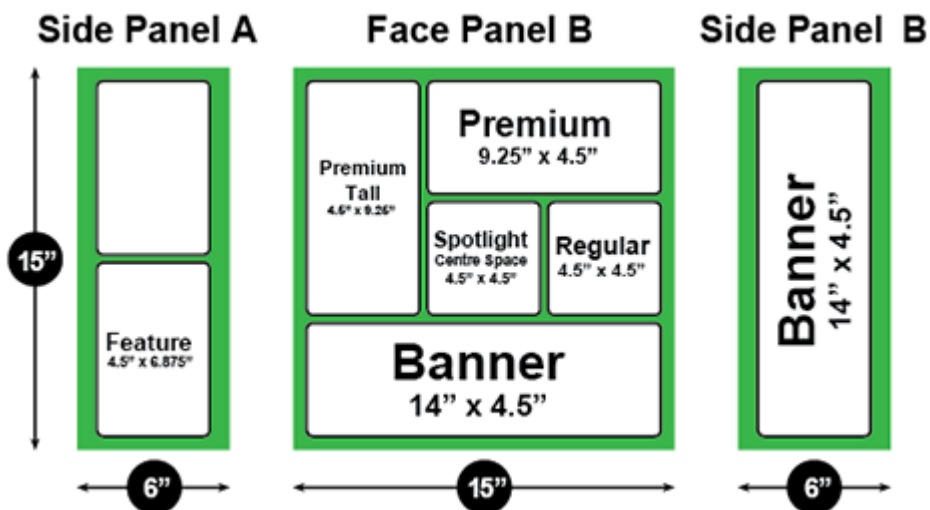 Side Panel A
Face Panel B
Side Panel B
Premium
9.25” x 4.5”
Premium
Tall
4.5” x 9.25”
Spotlight
Centre Space
4.5” x 4.5”
Regular
4.5” x 4.5”
Feature
4.5” x 6.875”
Banner
14” x 4.5”
Banner
14” x 4.5”
15”
6”
15”
6”